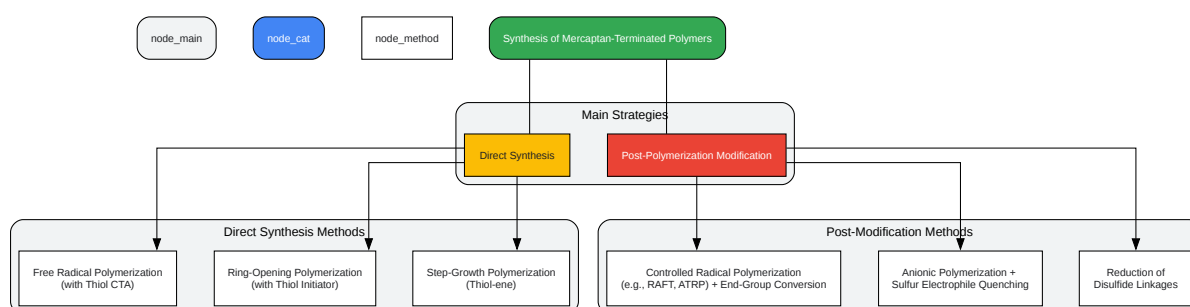 node_main
node_cat
node_method
Synthesis of Mercaptan-Terminated Polymers
Main Strategies
Direct Synthesis
Post-Polymerization Modification
Direct Synthesis Methods
Free Radical Polymerization
(with Thiol CTA)
Ring-Opening Polymerization
(with Thiol Initiator)
Step-Growth Polymerization
(Thiol-ene)
Post-Modification Methods
Controlled Radical Polymerization
(e.g., RAFT, ATRP) + End-Group Conversion
Anionic Polymerization +
Sulfur Electrophile Quenching
Reduction of
Disulfide Linkages